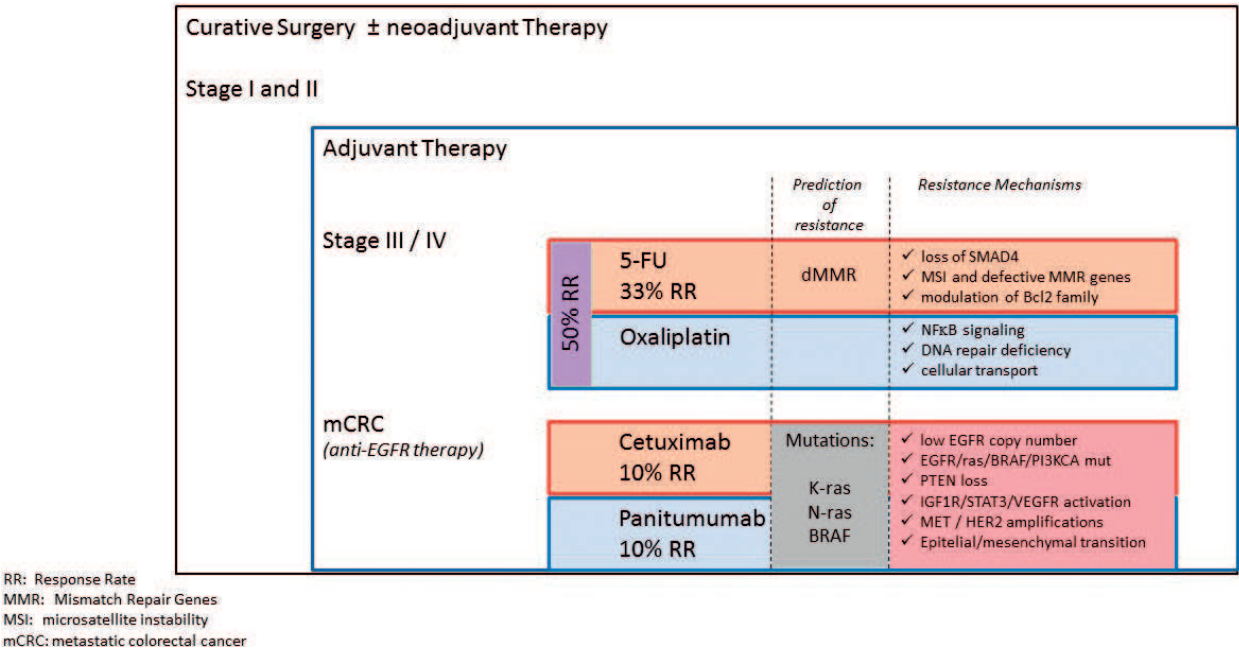 Curative Surgery ± neoadjuvant Therapy
Stage I and II
Adjuvant Therapy
Prediction
of
resistance
Resistance Mechanisms
Stage III / IV
50% RR
5-FU
33% RR
dMMR
✓ loss of SMAD4
✓ MSI and defective MMR genes
✓ modulation of Bcl2 family
Oxaliplatin
✓ NFκB signaling
✓ DNA repair deficiency
✓ cellular transport
mCRC
(anti-EGFR therapy)
Cetuximab
10% RR
Panitumumab
10% RR
Mutations:
K-ras
N-ras
BRAF
✓ low EGFR copy number
✓ EGFR/ras/BRAF/PI3KCA mut
✓ PTEN loss
✓ IGF1R/STAT3/VEGFR activation
✓ MET / HER2 amplifications
✓ Epitelial/mesenchymal transition
RR: Response Rate
MMR: Mismatch Repair Genes
MSI: microsatellite instability
mCRC: metastatic colorectal cancer